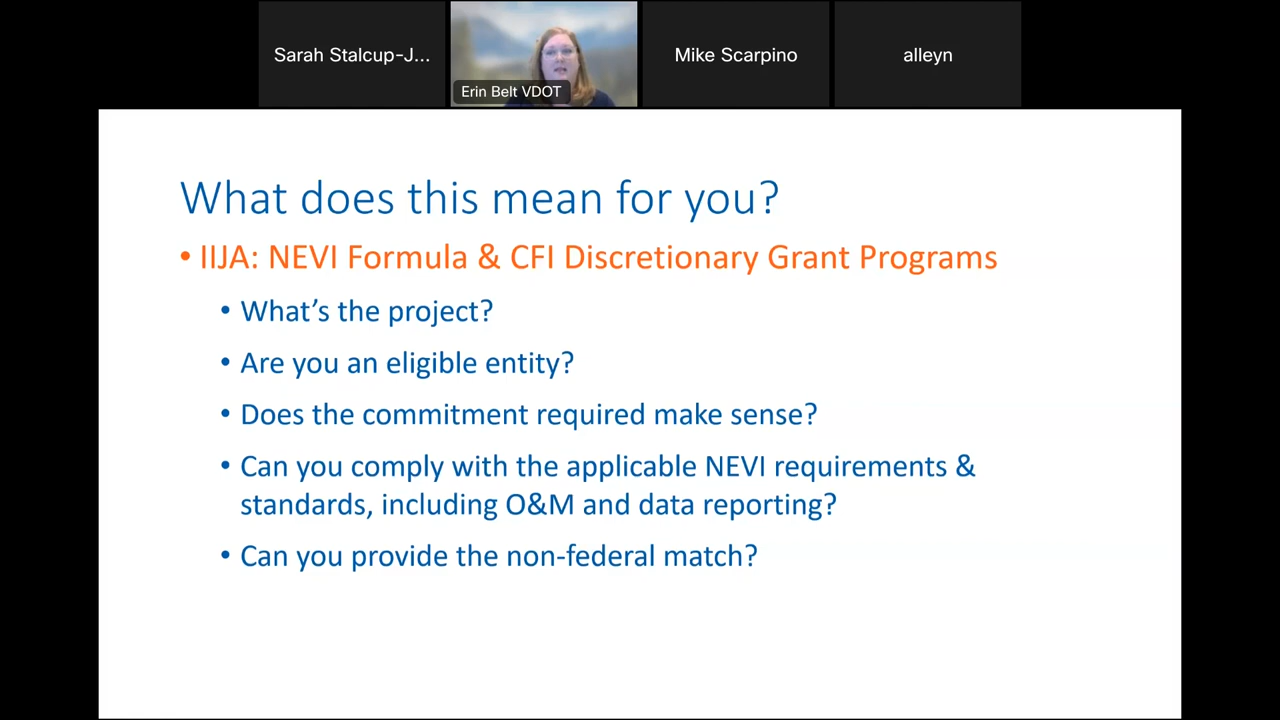 Sarah Stalcup-J...
Erin Belt VDOT
Mike Scarpino
alleyn
What does this mean for you?
• IIJA: NEVI Formula & CFI Discretionary Grant Programs
• What's the project?
• Are you an eligible entity?
• Does the commitment required make sense?
• Can you comply with the applicable NEVI requirements &
standards, including O&M and data reporting?
• Can you provide the non-federal match?